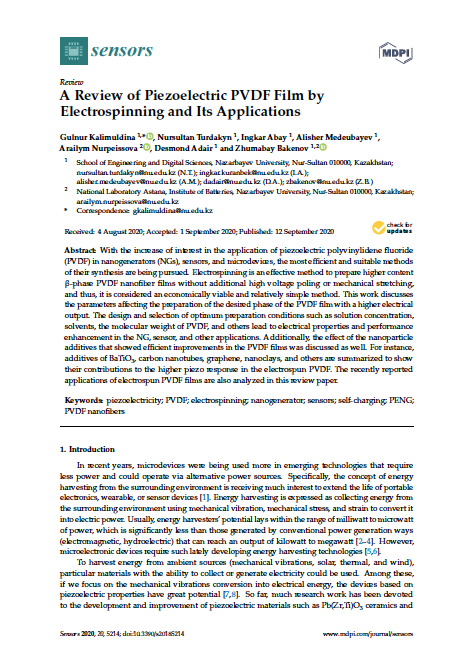 sensors
MDPI
Review
A Review of Piezoelectric PVDF Film by
Electrospinning and Its Applications
Gulnur Kalimuldina 1,*, Nursultan Turdakyn 1, Ingkar Abay 1, Alisher Medeubayev 1,
Arailym Nurpeissova 2, Desmond Adair 1 and Zhumabay Bakenov 1,2
1 School of Engineering and Digital Sciences, Nazarbayev University, Nur-Sultan 010000, Kazakhstan;
nursultan.turdakyn@nu.edu.kz (N.T.); ingkar.kuranbek@nu.edu.kz (I.A.);
alisher.medeubayev@nu.edu.kz (A.M.); dadair@nu.edu.kz (D.A.); zbakenov@nu.edu.kz (Z.B.)
2 National Laboratory Astana, Institute of Batteries, Nazarbayev University, Nur-Sultan 010000, Kazakhstan;
arailym.nurpeissova@nu.edu.kz
* Correspondence: gkalimuldina@nu.edu.kz
Received: 4 August 2020; Accepted: 1 September 2020; Published: 12 September 2020
check for
updates
Abstract: With the increase of interest in the application of piezoelectric polyvinylidene fluoride
(PVDF) in nanogenerators (NGs), sensors, and microdevices, the most efficient and suitable methods
of their synthesis are being pursued. Electrospinning is an effective method to prepare higher content
β-phase PVDF nanofiber films without additional high voltage poling or mechanical stretching,
and thus, it is considered an economically viable and relatively simple method. This work discusses
the parameters affecting the preparation of the desired phase of the PVDF film with a higher electrical
output. The design and selection of optimum preparation conditions such as solution concentration,
solvents, the molecular weight of PVDF, and others lead to electrical properties and performance
enhancement in the NG, sensor, and other applications. Additionally, the effect of the nanoparticle
additives that showed efficient improvements in the PVDF films was discussed as well. For instance,
additives of BaTiO3, carbon nanotubes, graphene, nanoclays, and others are summarized to show
their contributions to the higher piezo response in the electrospun PVDF. The recently reported
applications of electrospun PVDF films are also analyzed in this review paper.
Keywords: piezoelectricity; PVDF; electrospinning; nanogenerator; sensors; self-charging; PENG;
PVDF nanofibers
1. Introduction
In recent years, microdevices were being used more in emerging technologies that require
less power and could operate via alternative power sources. Specifically, the concept of energy
harvesting from the surrounding environment is receiving much interest to extend the life of portable
electronics, wearable, or sensor devices [1]. Energy harvesting is expressed as collecting energy from
the surrounding environment using mechanical vibration, mechanical stress, and strain to convert it
into electric power. Usually, energy harvesters' potential lays within the range of milliwatt to microwatt
of power, which is significantly less than those generated by conventional power generation ways
(electromagnetic, hydroelectric) that can reach an output of kilowatt to megawatt [2–4]. However,
microelectronic devices require such lately developing energy harvesting technologies [5,6].
To harvest energy from ambient sources (mechanical vibrations, solar, thermal, and wind),
particular materials with the ability to collect or generate electricity could be used. Among these,
if we focus on the mechanical vibrations conversion into electrical energy, the devices based on
piezoelectric properties have great potential [7,8]. So far, much research work has been devoted
to the development and improvement of piezoelectric materials such as Pb(Zr,Ti)O3 ceramics and
Sensors 2020, 20, 5214; doi:10.3390/s20185214
www.mdpi.com/journal/sensors